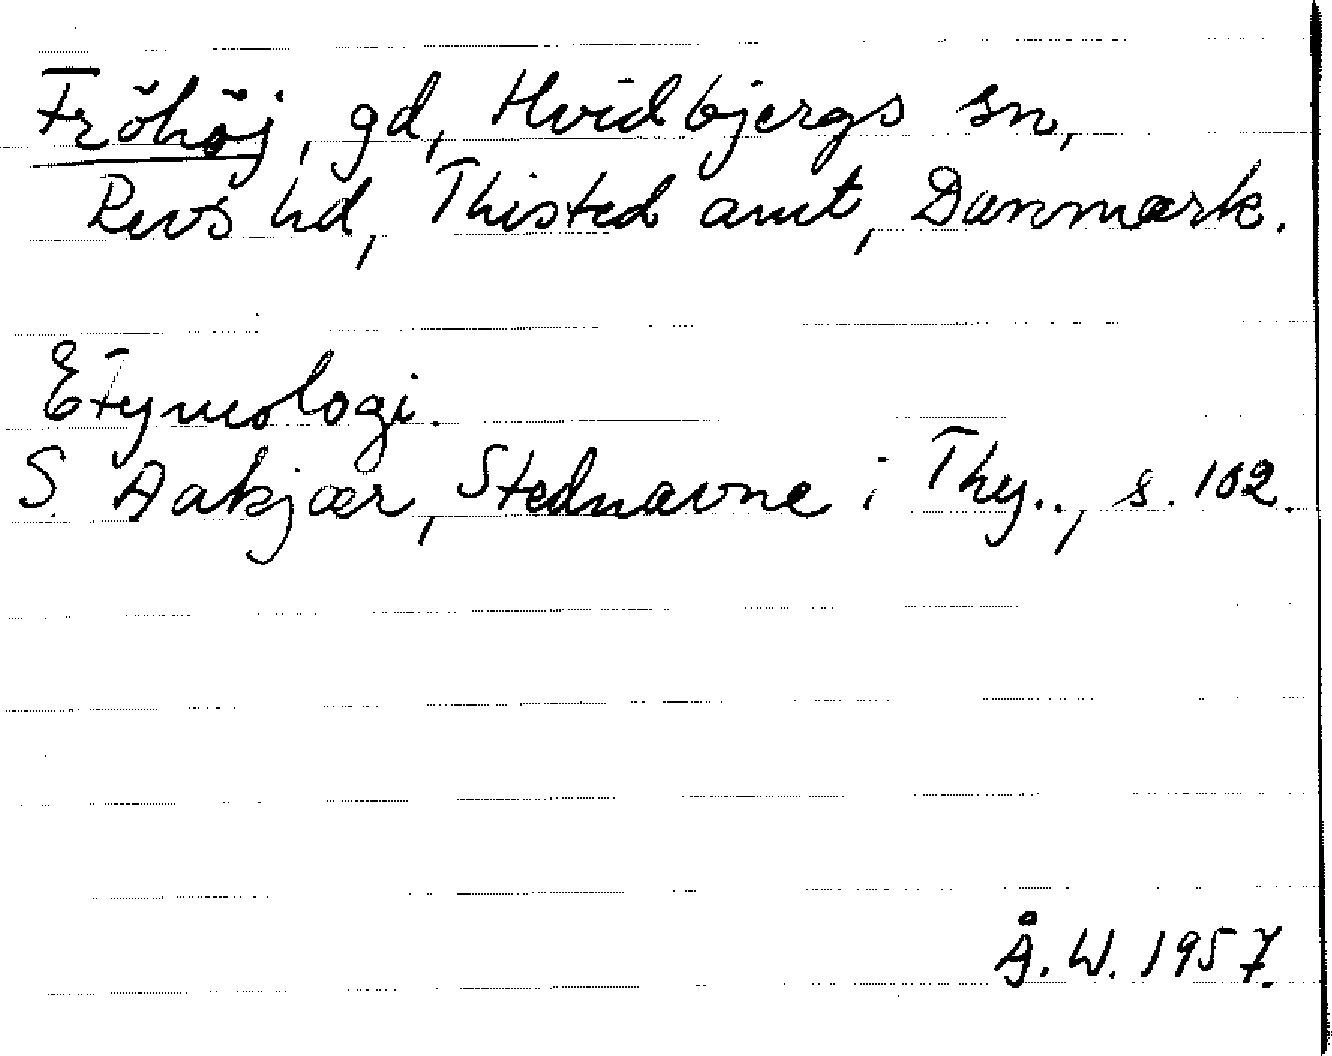 Fröhöj, gd, Hvidbjergs sn,
Revs hd, Thisted amt, Danmark.
Etymologi.
S. Aakjær, Stednavne i Thy.., s. 102.
Å. W. 1957.